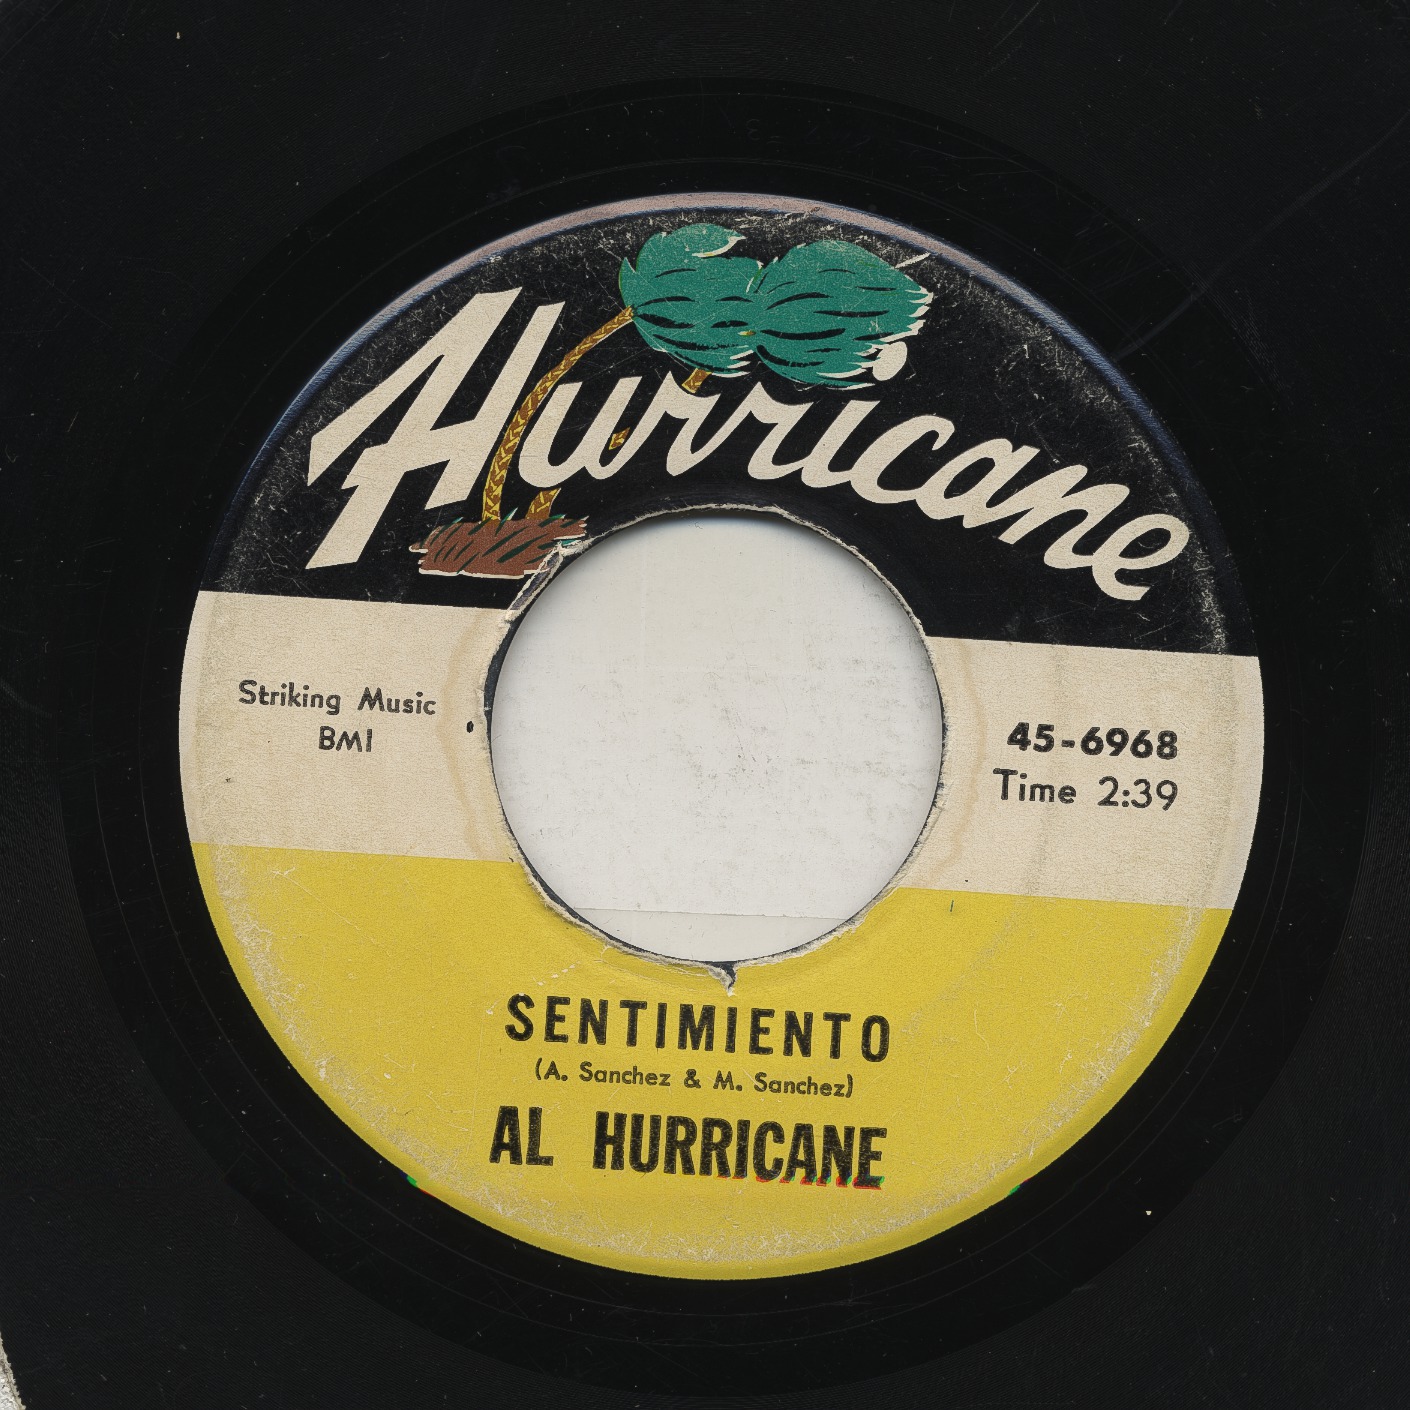 Hurricane
Striking Music
BMI
45-6968
Time 2:39
SENTIMIENTO
(A. Sanchez & M. Sanchez)
AL HURRICANE